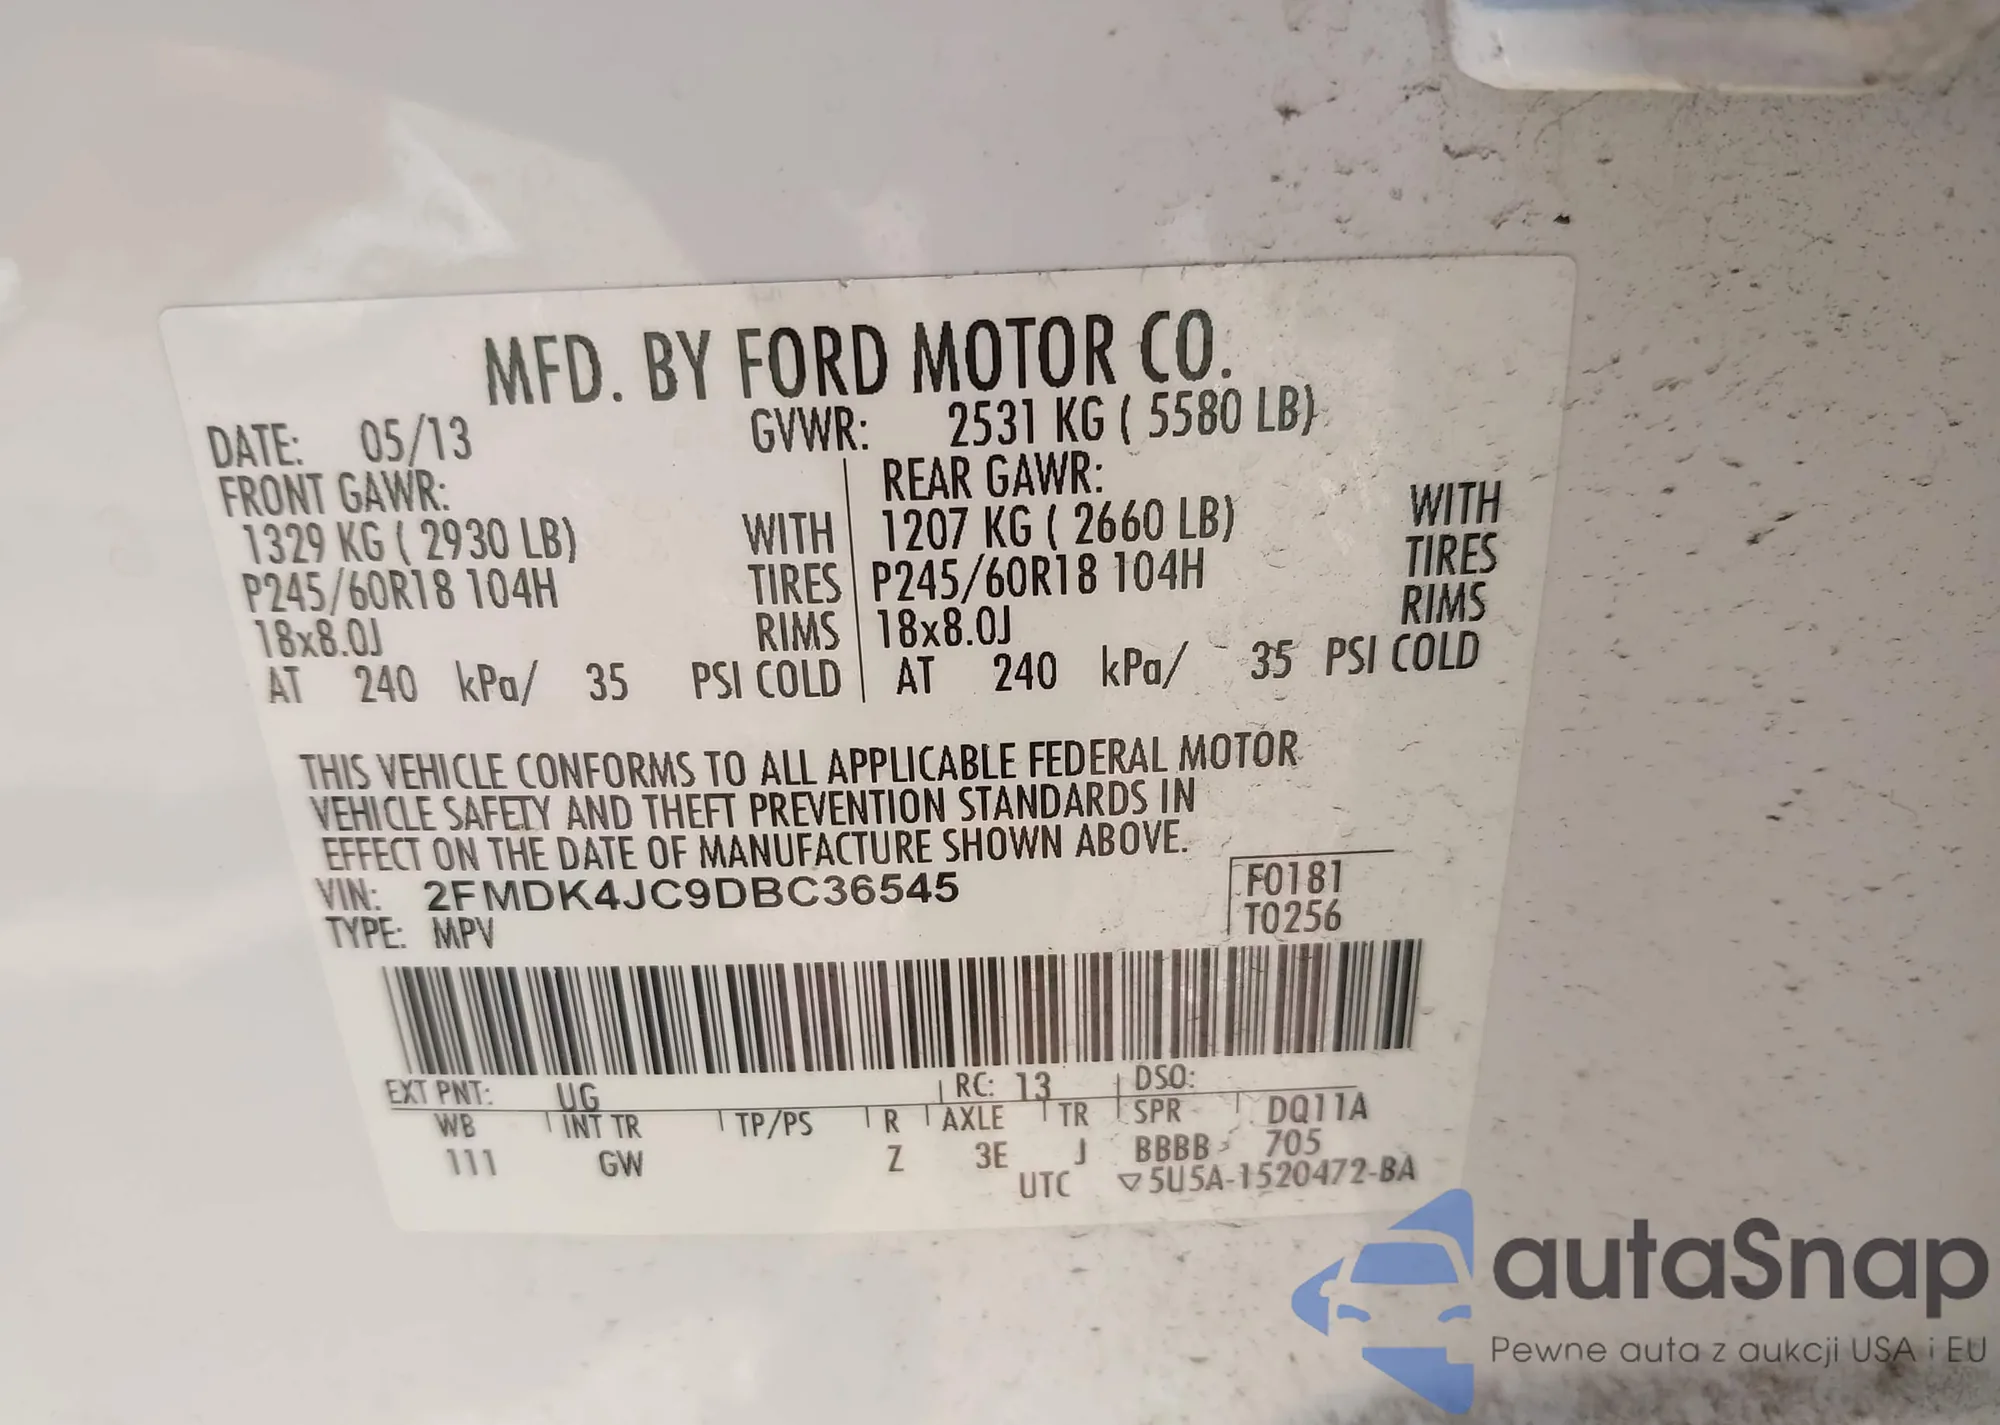 MFD. BY FORD MOTOR CO.
DATE: 05/13 GVWR: 2531 KG ( 5580 LB)
FRONT GAWR: REAR GAWR:
1329 KG ( 2930 LB) WITH 1207 KG ( 2660 LB) WITH
P245/60R18 104H TIRES P245/60R18 104H TIRES
18x8.0J RIMS 18x8.0J RIMS
AT 240 kPa/ 35 PSI COLD AT 240 kPa/ 35 PSI COLD
THIS VEHICLE CONFORMS TO ALL APPLICABLE FEDERAL MOTOR
VEHICLE SAFETY AND THEFT PREVENTION STANDARDS IN
EFFECT ON THE DATE OF MANUFACTURE SHOWN ABOVE.
VIN: 2FMDK4JC9DBC36545 F0181
TYPE: MPV T0256
EXT PNT: UG RC: 13 DSO:
WB INT TR TP/PS R AXLE TR SPR DQ11A
111 GW Z 3E J BBBB 705
UTC ▽5U5A-1520472-BA
autaSnap
Pewne auta z aukcji USA i EU